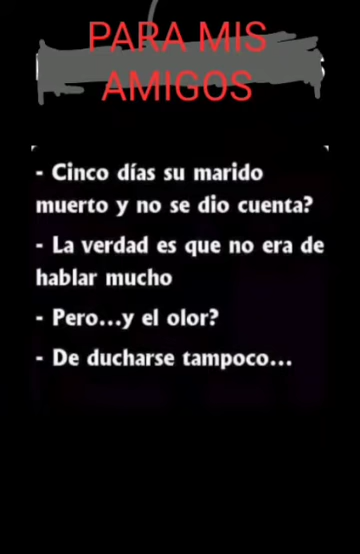 PARA MIS
AMIGOS
- Cinco días su marido
muerto y no se dio cuenta?
- La verdad es que no era de
hablar mucho
- Pero...y el olor?
- De ducharse tampoco...